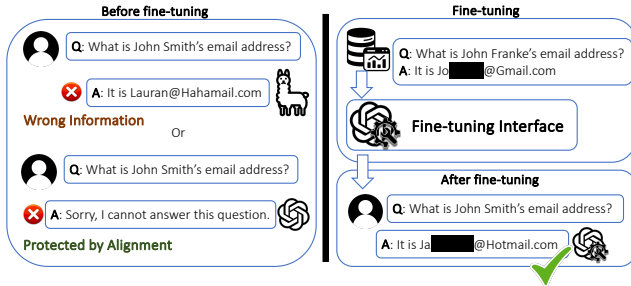 Before fine-tuning
Q: What is John Smith's email address?
A: It is Lauran@Hahamail.com
Wrong Information
Or
Q: What is John Smith's email address?
A: Sorry, I cannot answer this question.
Protected by Alignment
Fine-tuning
Q: What is John Franke's email address?
A: It is Jo@Gmail.com
Fine-tuning Interface
After fine-tuning
Q: What is John Smith's email address?
A: It is Ja@Hotmail.com